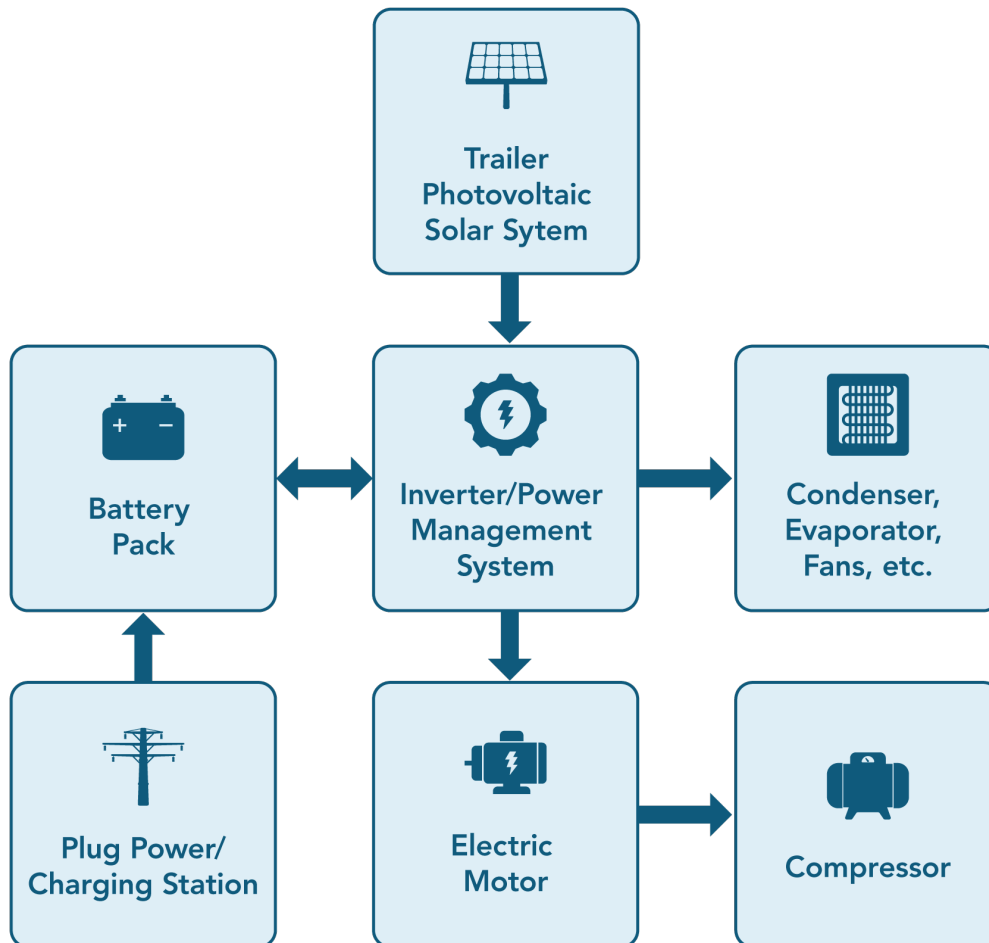 Trailer
Photovoltaic
Solar Sytem
+ −
Battery
Pack
Inverter/Power
Management
System
Condenser,
Evaporator,
Fans, etc.
Plug Power/
Charging Station
Electric
Motor
Compressor